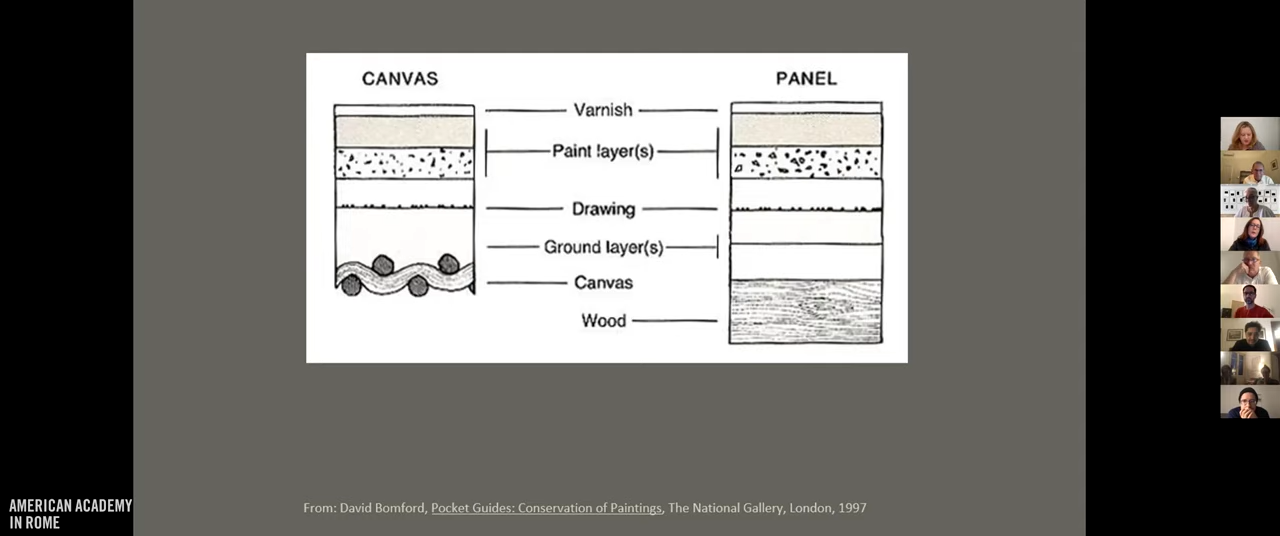 CANVAS
PANEL
Varnish
Paint layer(s)
Drawing
Ground layer(s)
Canvas
Wood
From: David Bomford, Pocket Guides: Conservation of Paintings, The National Gallery, London, 1997
AMERICAN ACADEMY
IN ROME